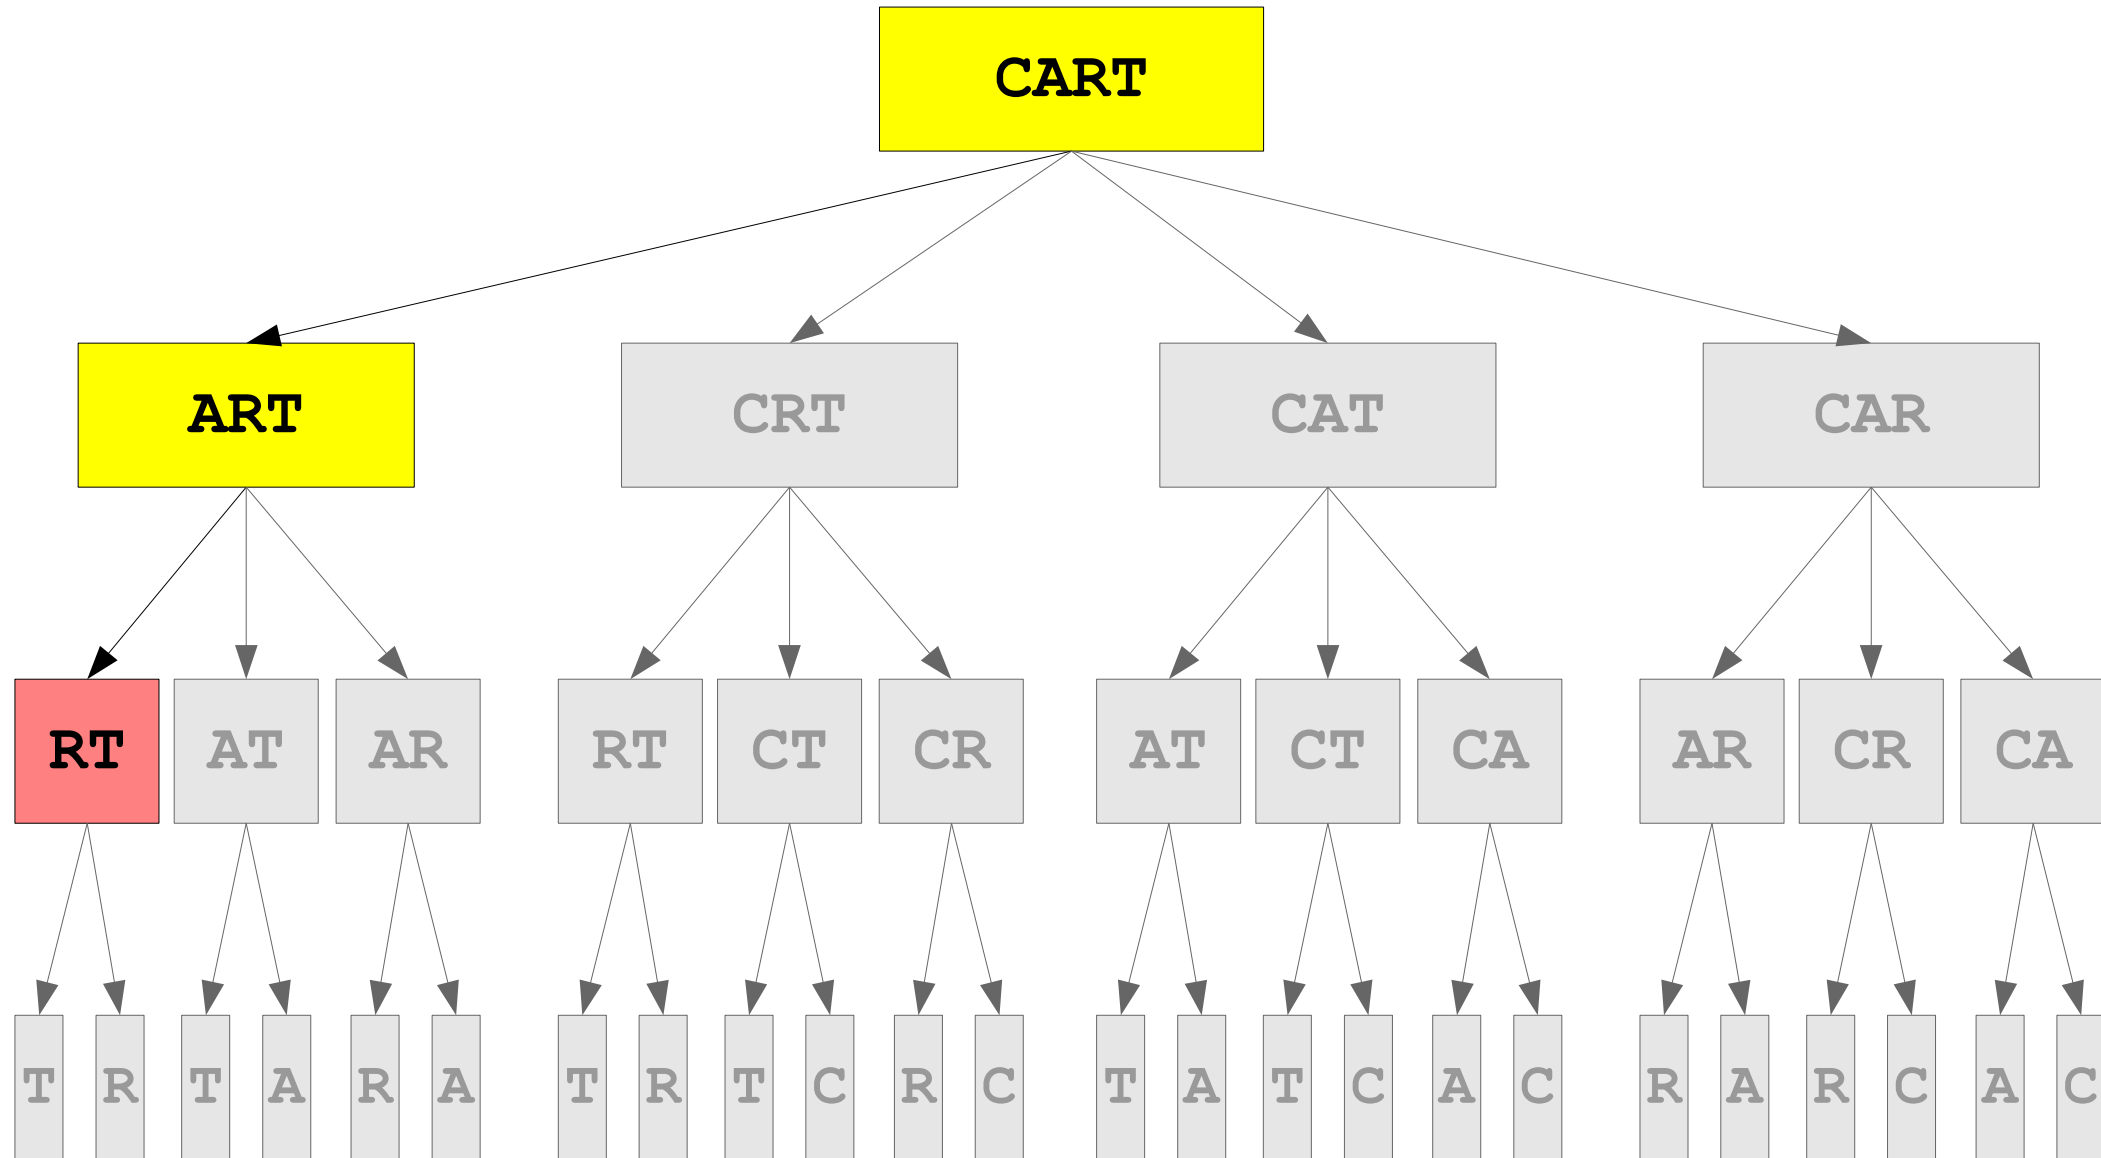 CART
ART CRT CAT CAR
RT AT AR RT CT CR AT CT CA AR CR CA
T R T A R A T R T C R C T A T C A C R A R C A C